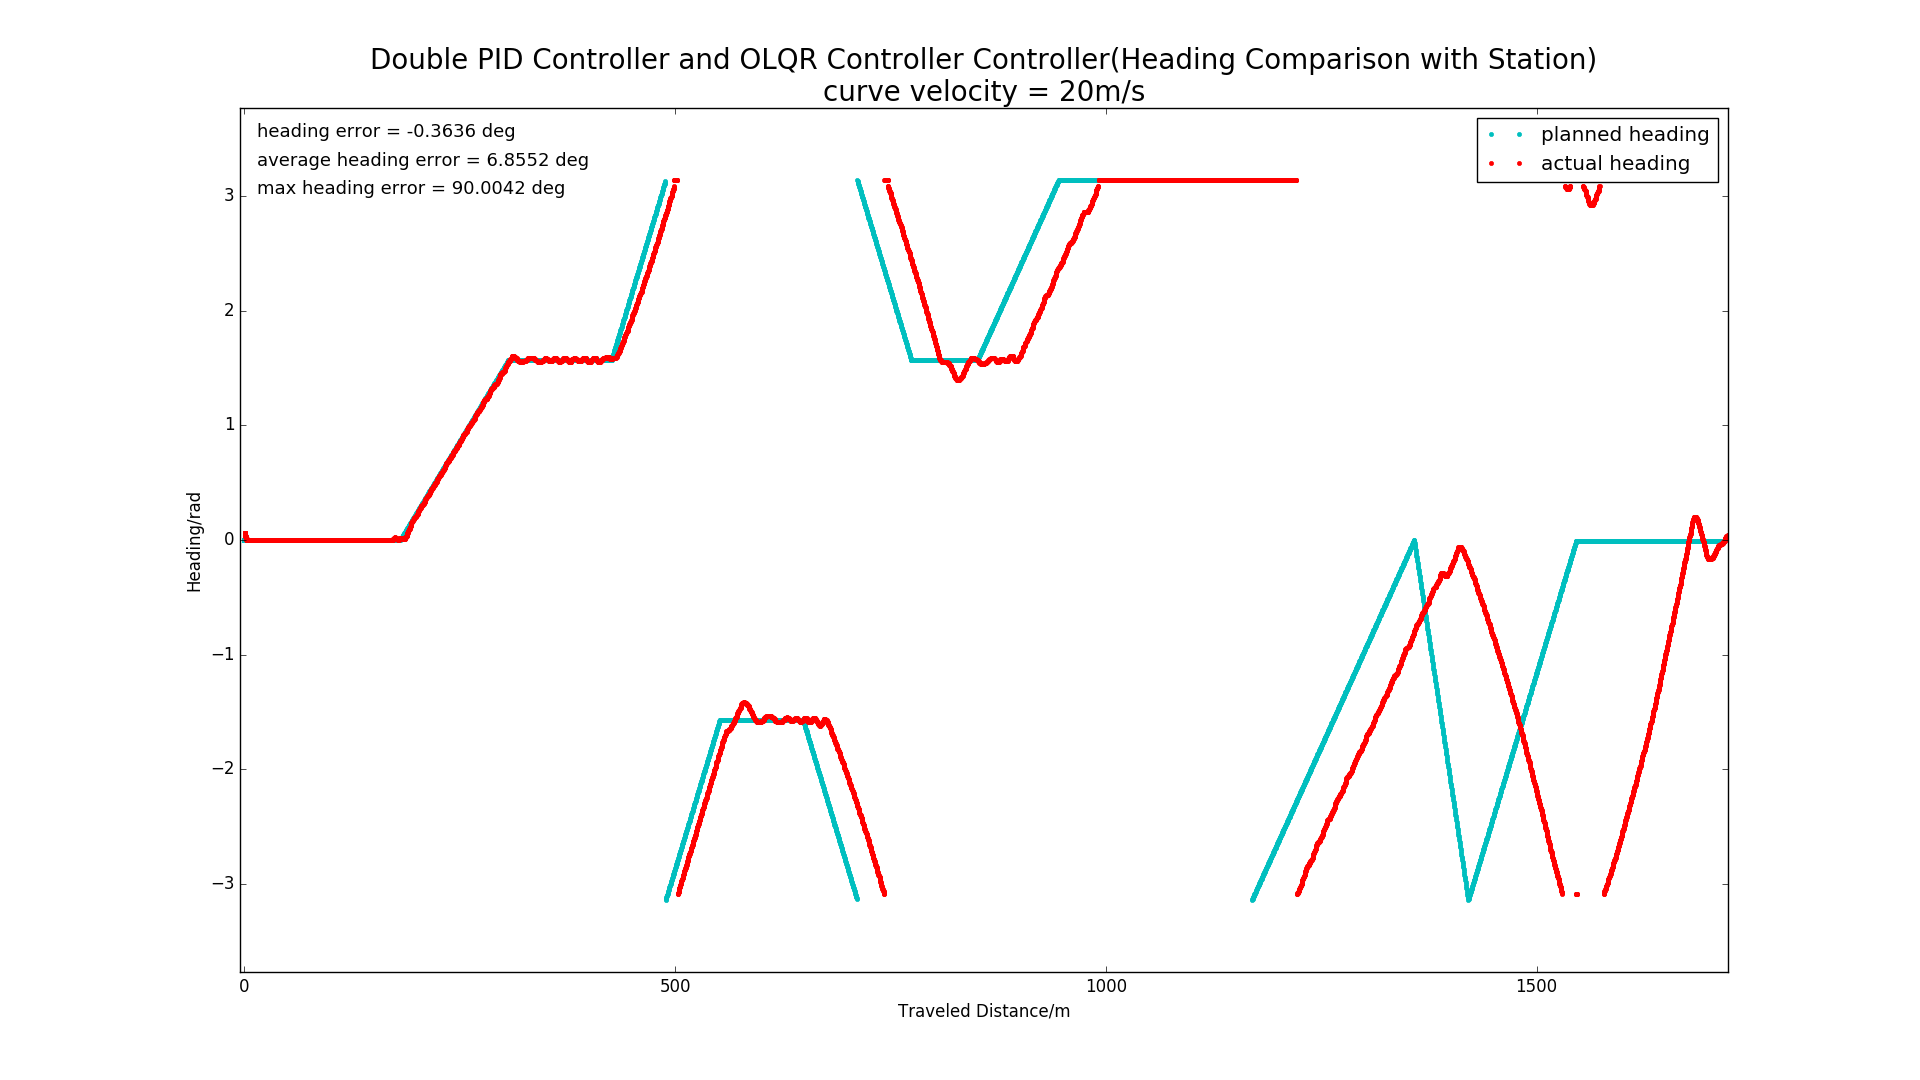 Double PID Controller and OLQR Controller Controller(Heading Comparison with Station)
curve velocity = 20m/s
heading error = -0.3636 deg
average heading error = 6.8552 deg
max heading error = 90.0042 deg
planned heading
actual heading
3
2
1
0
−1
−2
−3
Heading/rad
0
500
1000
1500
Traveled Distance/m